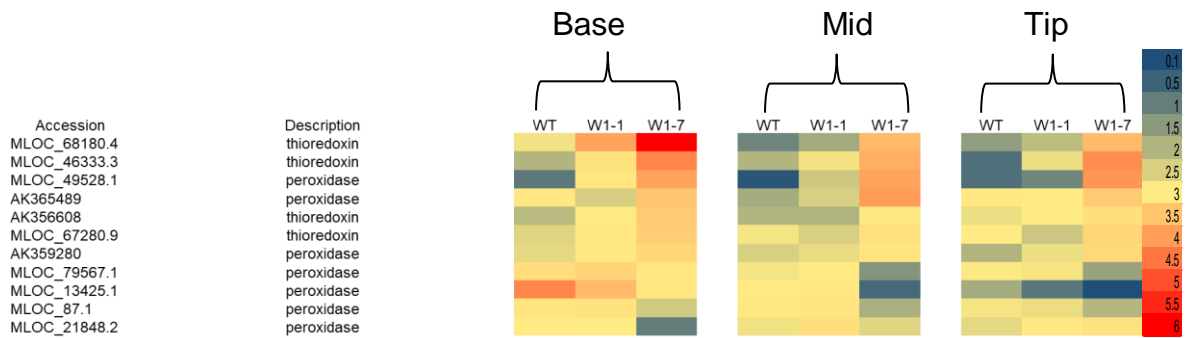 Base Mid Tip
WT W1-1 W1-7 WT W1-1 W1-7 WT W1-1 W1-7
Accession Description
MLOC_68180.4 thioredoxin
MLOC_46333.3 thioredoxin
MLOC_49528.1 peroxidase
AK365489 peroxidase
AK356608 thioredoxin
MLOC_67280.9 thioredoxin
AK359280 peroxidase
MLOC_79567.1 peroxidase
MLOC_13425.1 peroxidase
MLOC_87.1 peroxidase
MLOC_21848.2 peroxidase
0.1
0.5
1
1.5
2
2.5
3
3.5
4
4.5
5
5.5
6